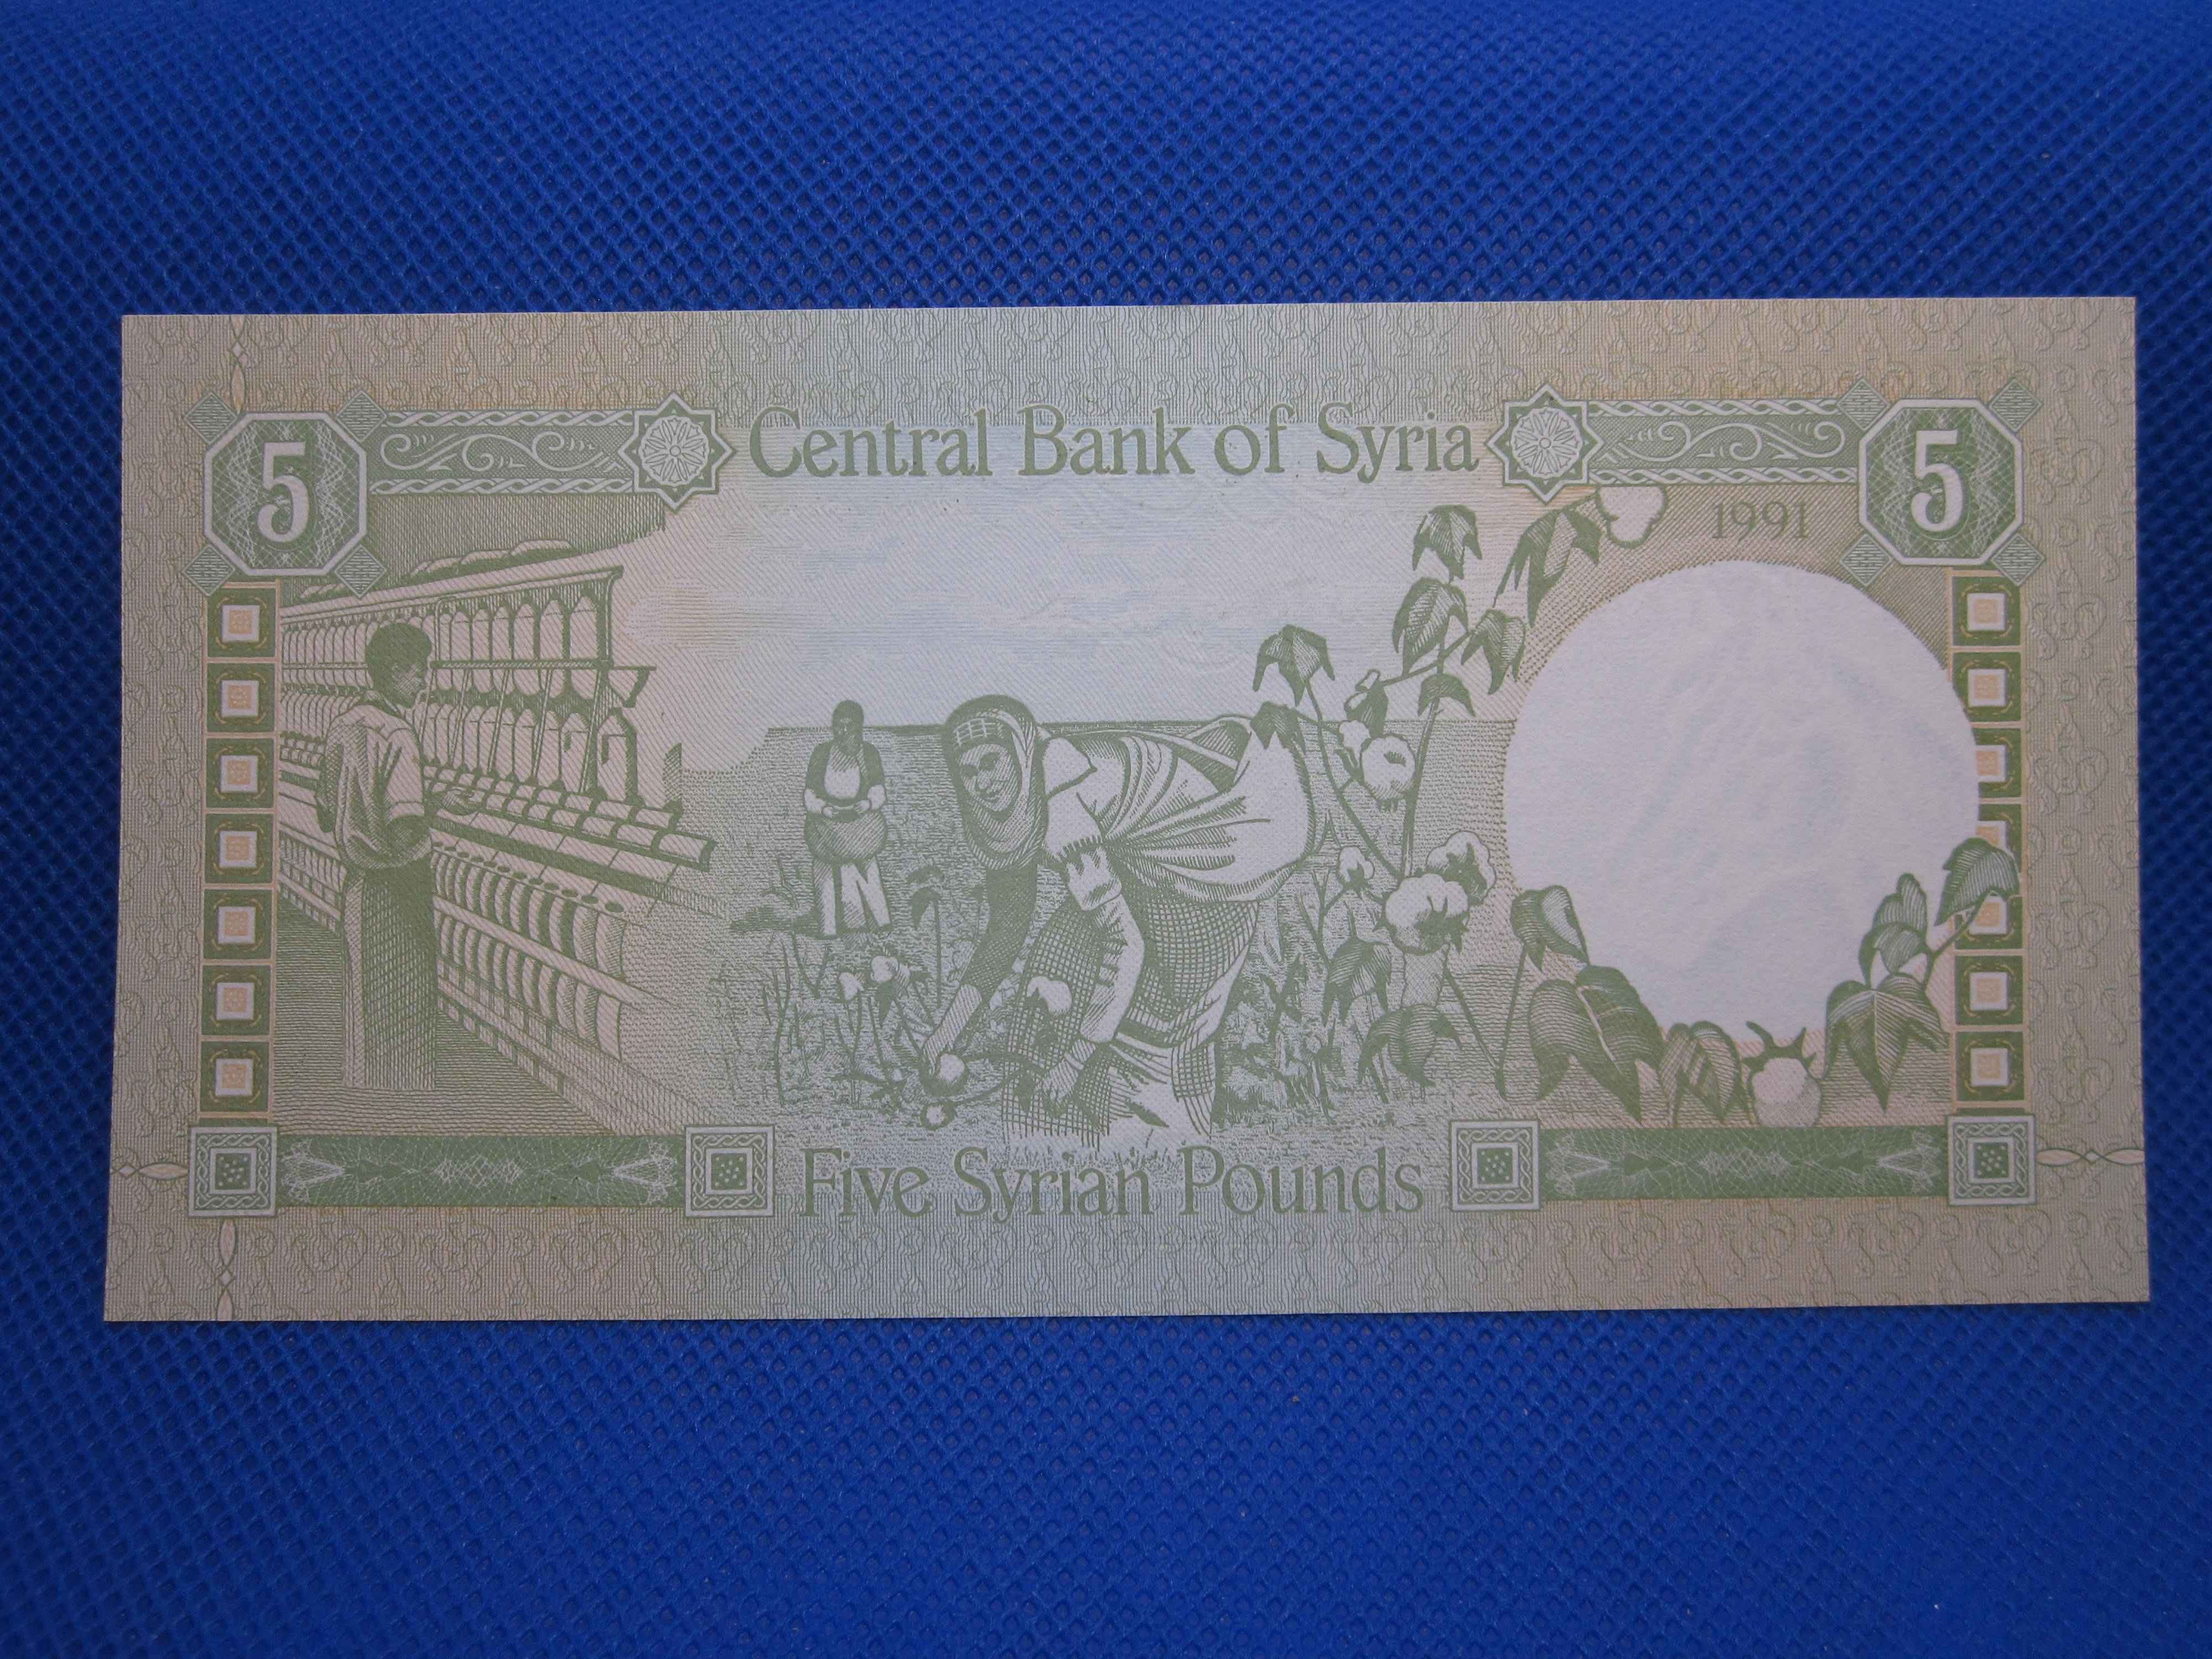 Central Bank of Syria
5
5
1991
Five Syrian Pounds